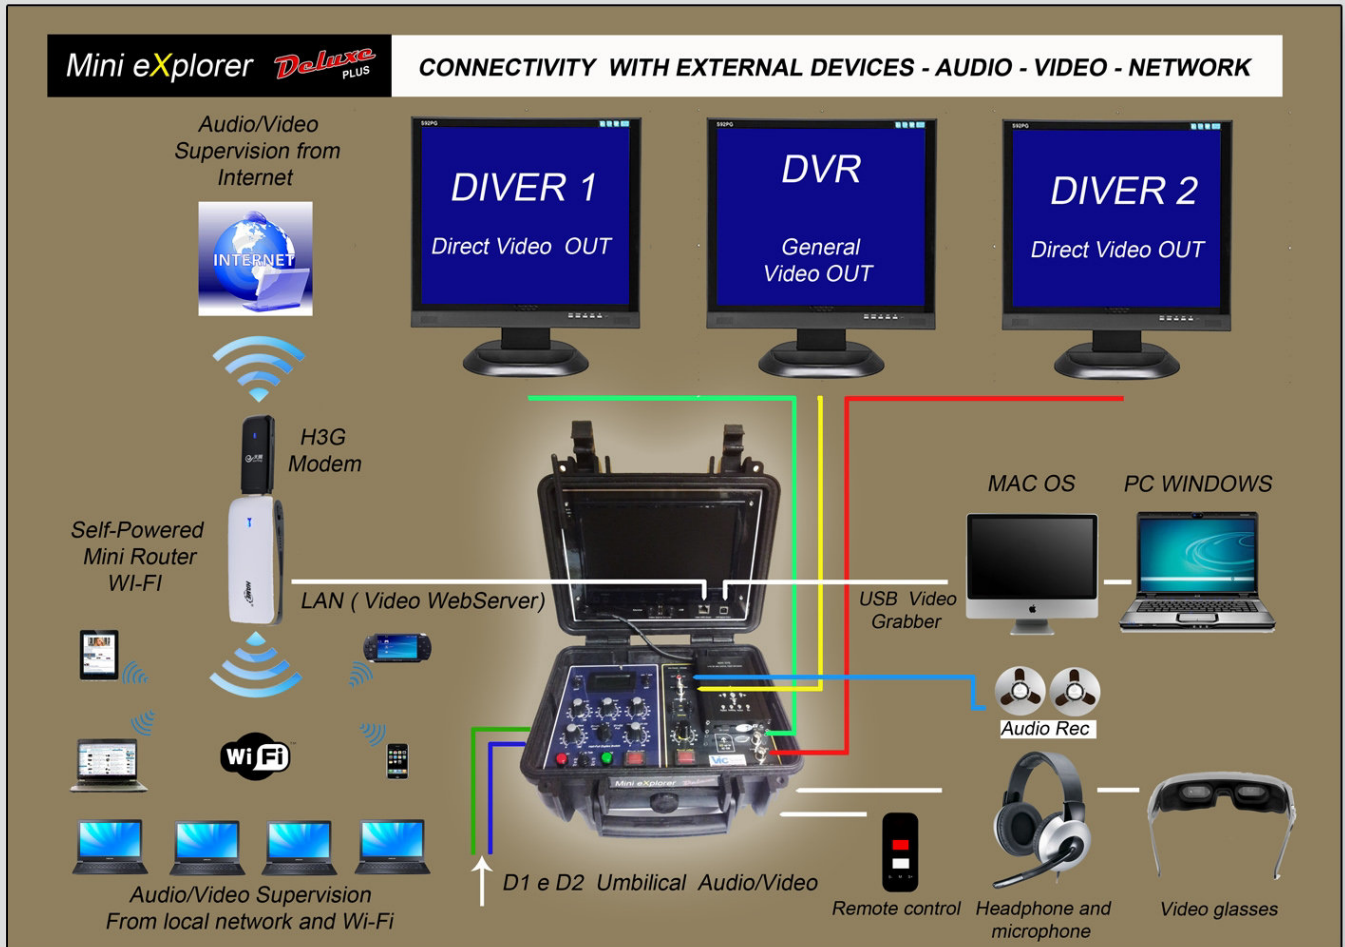 Mini eXplorer Deluxe PLUS
CONNECTIVITY WITH EXTERNAL DEVICES - AUDIO - VIDEO - NETWORK
Audio/Video
Supervision from
Internet
INTERNET
S92PG
DIVER 1
Direct Video OUT
S92PG
DVR
General
Video OUT
S92PG
DIVER 2
Direct Video OUT
H3G
Modem
Self-Powered
Mini Router
WI-FI
LAN ( Video WebServer)
USB Video
Grabber
MAC OS
PC WINDOWS
Audio Rec
Wi Fi
Mini eXplorer Deluxe
D1 e D2 Umbilical Audio/Video
Audio/Video Supervision
From local network and Wi-Fi
Remote control
Headphone and
microphone
Video glasses